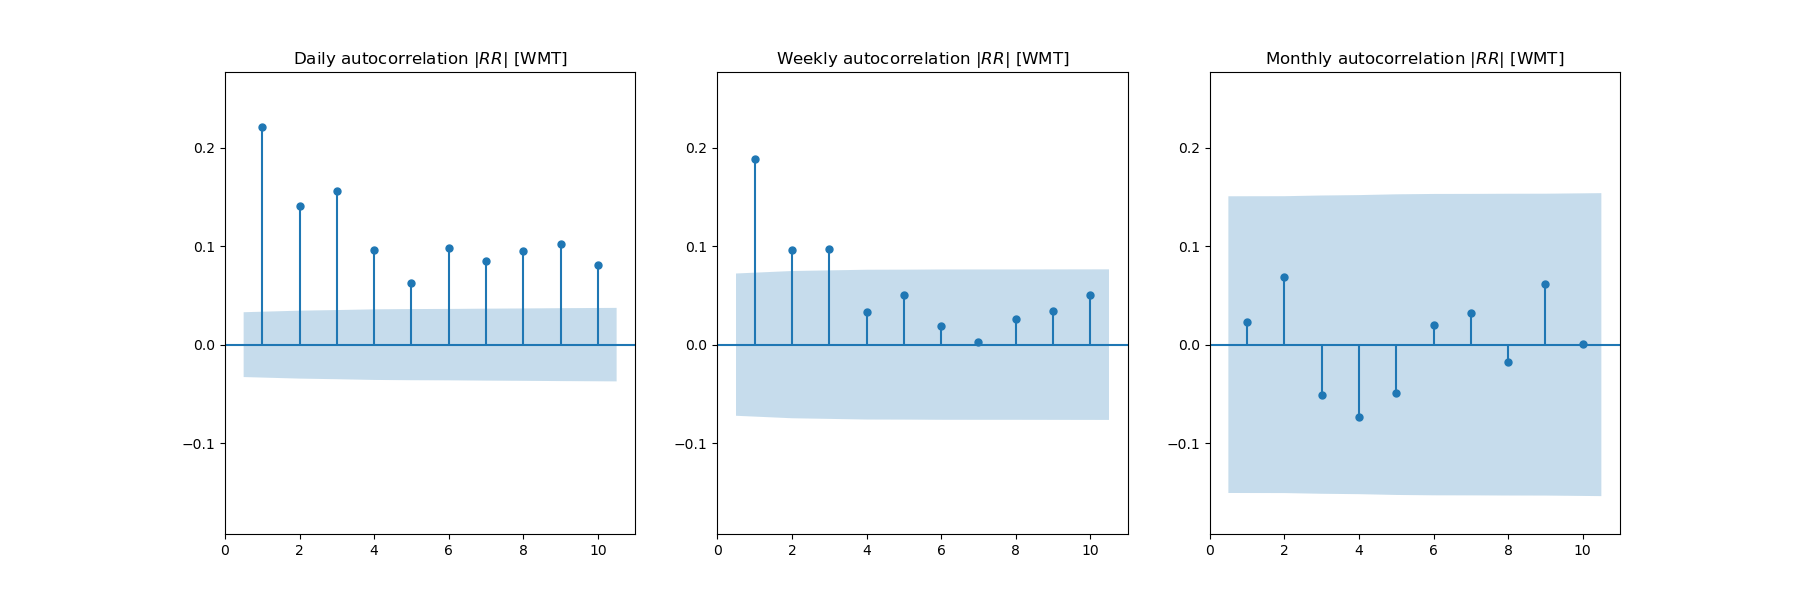 Daily autocorrelation |RR| [WMT]
0.2
0.1
0.0
−0.1
0 2 4 6 8 10
Weekly autocorrelation |RR| [WMT]
0.2
0.1
0.0
−0.1
0 2 4 6 8 10
Monthly autocorrelation |RR| [WMT]
0.2
0.1
0.0
−0.1
0 2 4 6 8 10